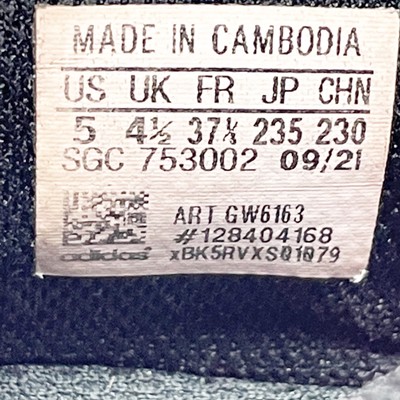 MADE IN CAMBODIA
US UK FR JP CHN
5 4½ 37⅓ 235 230
SGC 753002 09/21
ART GW6163
#128404168
adidas xBK5RVXSQ1Q79